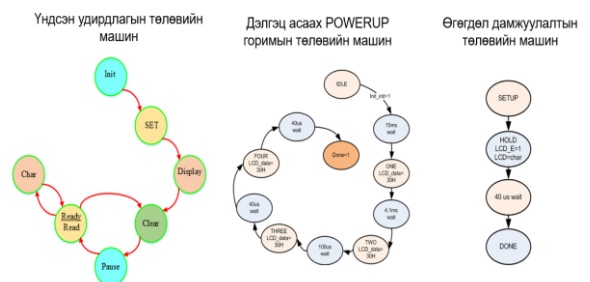 Үндсэн удирдлагын төлөвийн
машин
Дэлгэц асаах POWERUP
горимын төлөвийн машин
Өгөгдөл дамжуулалтын
төлөвийн машин
Init
SET
Display
Clear
Pause
Ready
Read
Char
IDLE
Init_init=1
15ms
wait
ONE
LCD_data=
30H
4.1ms
wait
TWO
LCD_data=
30H
100us
wait
THREE
LCD_data=
30H
40us
wait
FOUR
LCD_data=
30H
40us
wait
Done=1
SETUP
HOLD
LCD_E=1
LCD=char
40 us wait
DONE